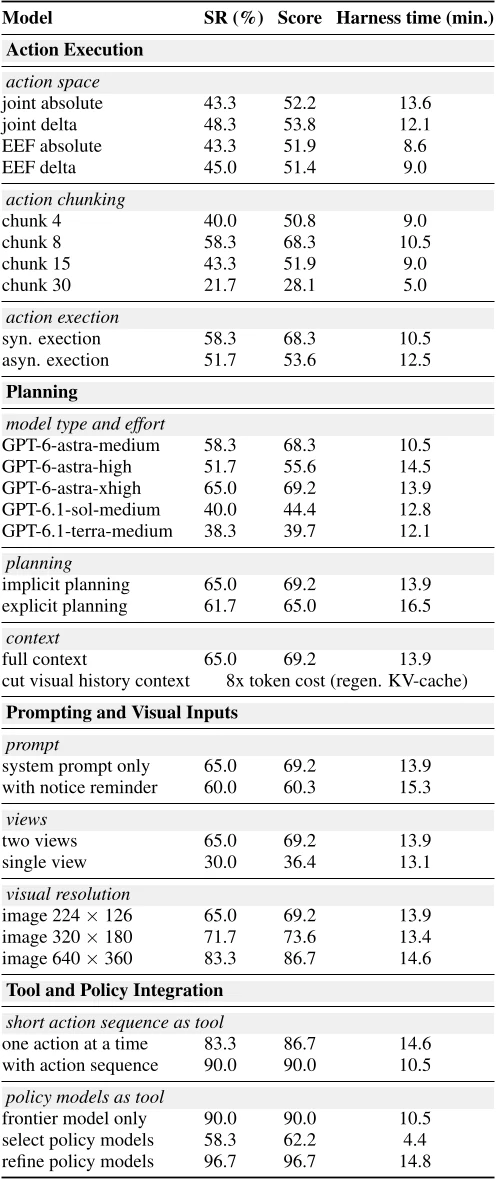 Model SR (%) Score Harness time (min.)
Action Execution
action space
joint absolute 43.3 52.2 13.6
joint delta 48.3 53.8 12.1
EEF absolute 43.3 51.9 8.6
EEF delta 45.0 51.4 9.0
action chunking
chunk 4 40.0 50.8 9.0
chunk 8 58.3 68.3 10.5
chunk 15 43.3 51.9 9.0
chunk 30 21.7 28.1 5.0
action exection
syn. exection 58.3 68.3 10.5
asyn. exection 51.7 53.6 12.5
Planning
model type and effort
GPT-6-astra-medium 58.3 68.3 10.5
GPT-6-astra-high 51.7 55.6 14.5
GPT-6-astra-xhigh 65.0 69.2 13.9
GPT-6.1-sol-medium 40.0 44.4 12.8
GPT-6.1-terra-medium 38.3 39.7 12.1
planning
implicit planning 65.0 69.2 13.9
explicit planning 61.7 65.0 16.5
context
full context 65.0 69.2 13.9
cut visual history context 8x token cost (regen. KV-cache)
Prompting and Visual Inputs
prompt
system prompt only 65.0 69.2 13.9
with notice reminder 60.0 60.3 15.3
views
two views 65.0 69.2 13.9
single view 30.0 36.4 13.1
visual resolution
image 224 × 126 65.0 69.2 13.9
image 320 × 180 71.7 73.6 13.4
image 640 × 360 83.3 86.7 14.6
Tool and Policy Integration
short action sequence as tool
one action at a time 83.3 86.7 14.6
with action sequence 90.0 90.0 10.5
policy models as tool
frontier model only 90.0 90.0 10.5
select policy models 58.3 62.2 4.4
refine policy models 96.7 96.7 14.8